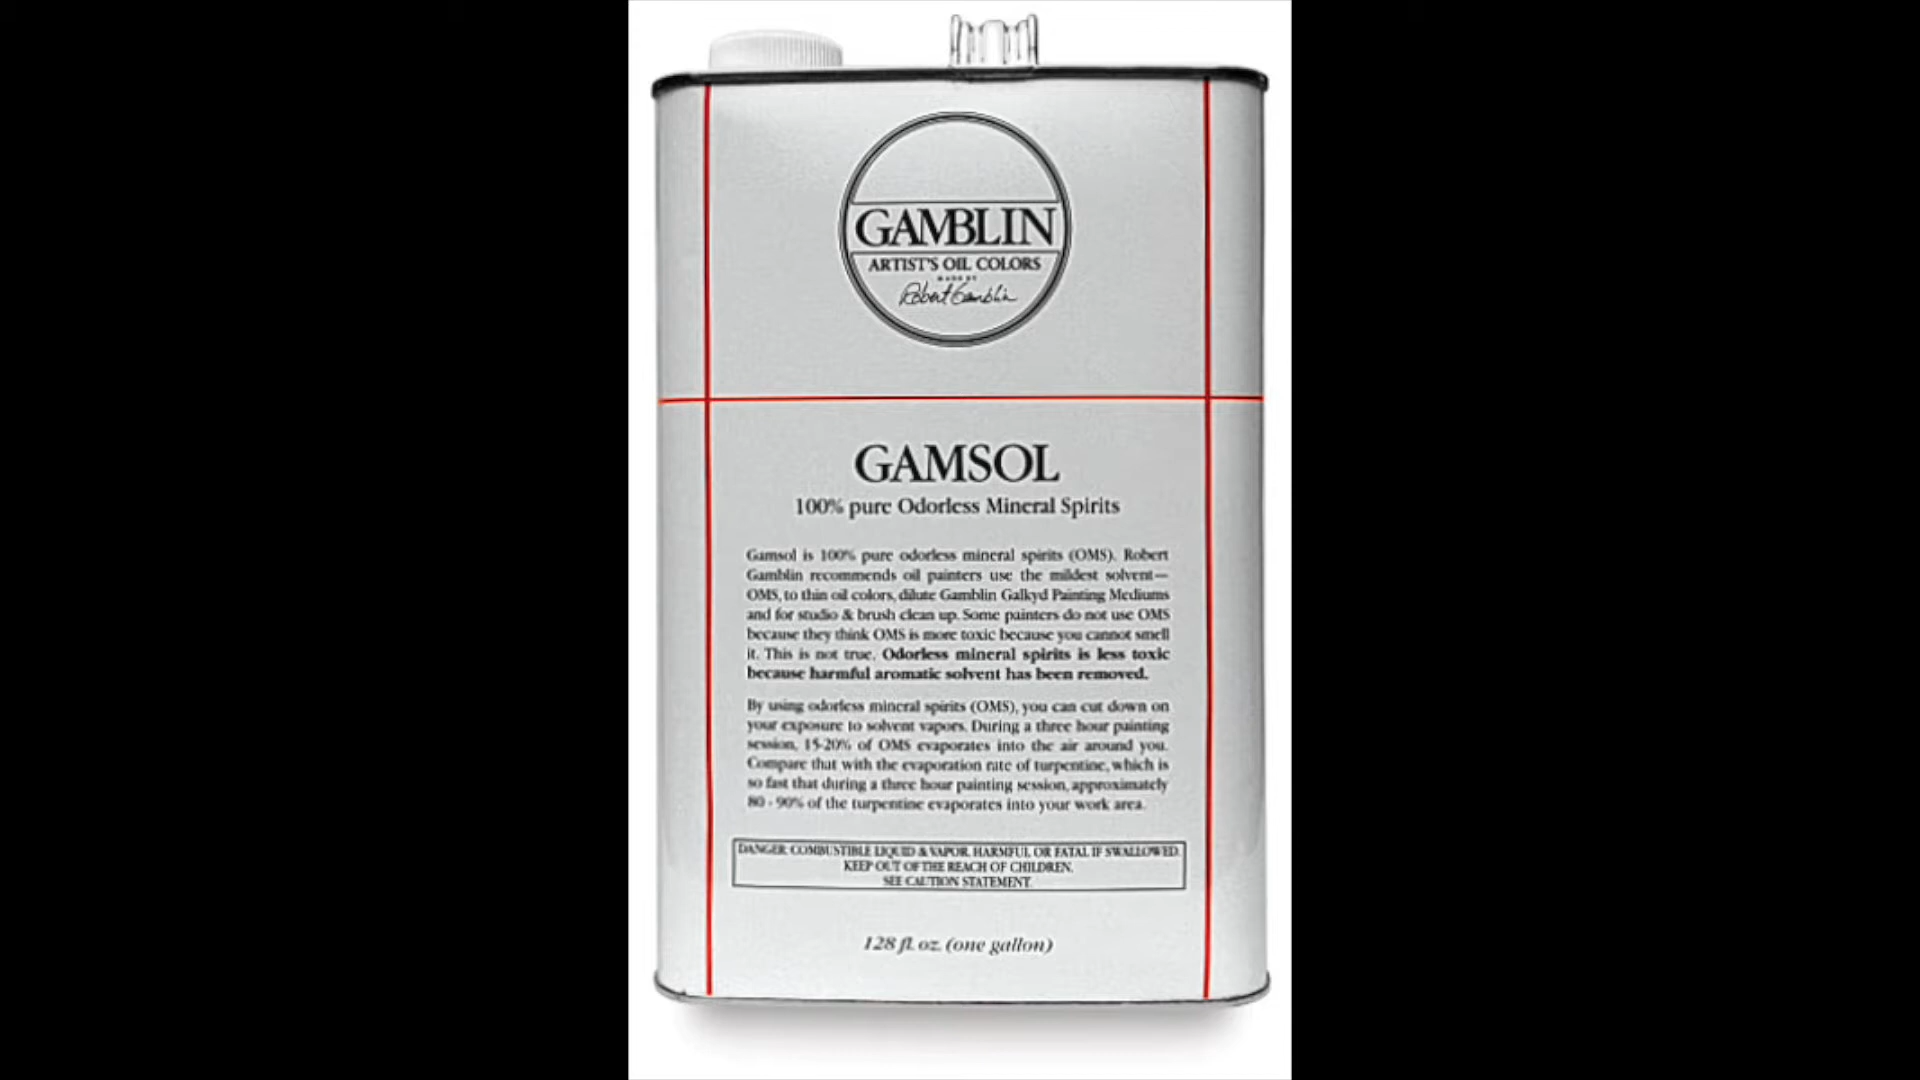 GAMBLIN
ARTIST'S OIL COLORS
MADE BY
Robert Gamblin
GAMSOL
100% pure Odorless Mineral Spirits
Gamsol is 100% pure odorless mineral spirits (OMS). Robert
Gamblin recommends oil painters use the mildest solvent—
OMS, to thin oil colors, dilute Gamblin Galkyd Painting Mediums
and for studio & brush clean up. Some painters do not use OMS
because they think OMS is more toxic because you cannot smell
it. This is not true. Odorless mineral spirits is less toxic
because harmful aromatic solvent has been removed.
By using odorless mineral spirits (OMS), you can cut down on
your exposure to solvent vapors. During a three hour painting
session, 15-20% of OMS evaporates into the air around you.
Compare that with the evaporation rate of turpentine, which is
so fast that during a three hour painting session, approximately
80 - 90% of the turpentine evaporates into your work area.
DANGER: COMBUSTIBLE LIQUID & VAPOR. HARMFUL OR FATAL IF SWALLOWED.
KEEP OUT OF THE REACH OF CHILDREN.
SEE CAUTION STATEMENT.
128 fl. oz. (one gallon)